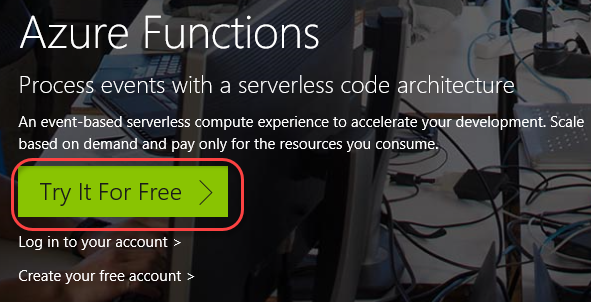 Azure Functions
Process events with a serverless code architecture
An event-based serverless compute experience to accelerate your development. Scale
based on demand and pay only for the resources you consume.
Try It For Free >
Log in to your account >
Create your free account >